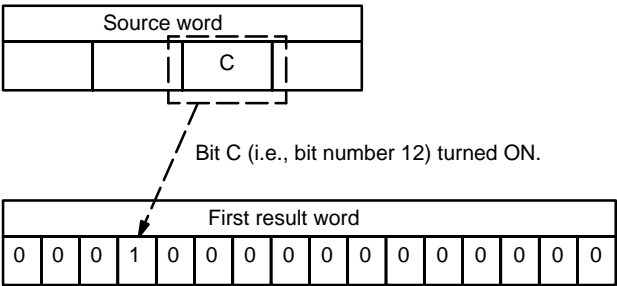 Source word
C
Bit C (i.e., bit number 12) turned ON.
First result word
0 0 0 1 0 0 0 0 0 0 0 0 0 0 0 0